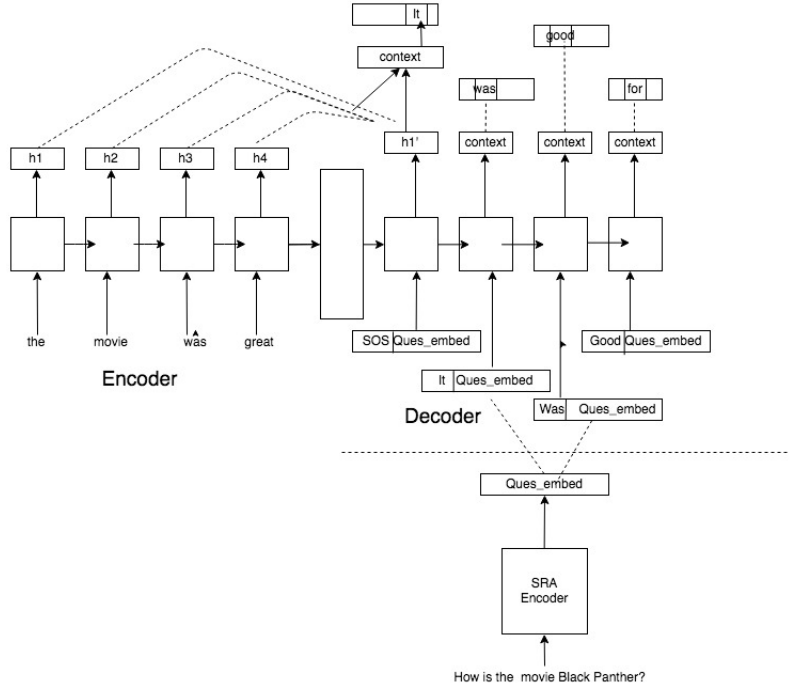 It
context
good
was
for
h1
h2
h3
h4
h1'
context
context
context
the
movie
was
great
SOS Ques_embed
Good Ques_embed
Encoder
It Ques_embed
Decoder
Was Ques_embed
Ques_embed
SRA
Encoder
How is the movie Black Panther?